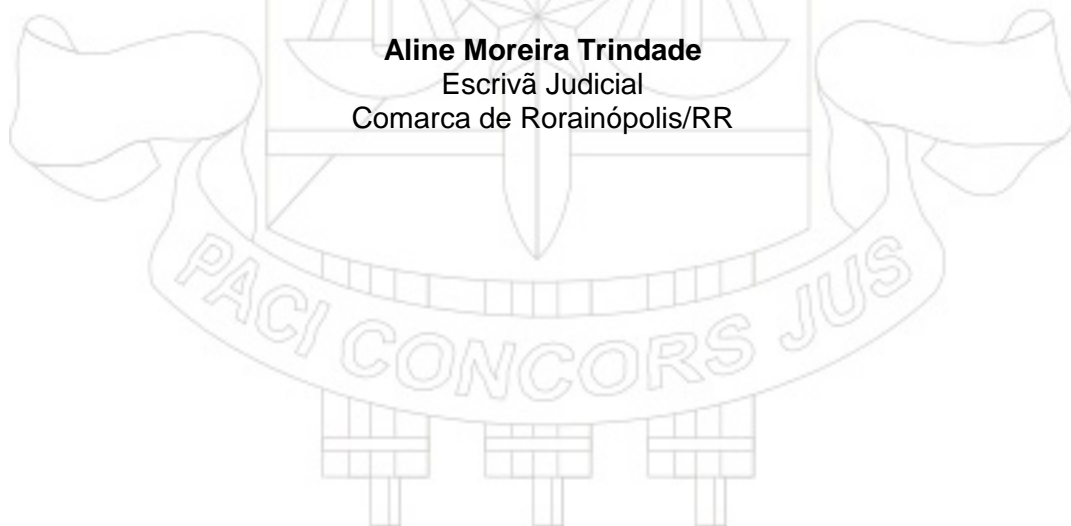 Aline Moreira Trindade
Escrivã Judicial
Comarca de Rorainópolis/RR
PACI CONCORS JUS